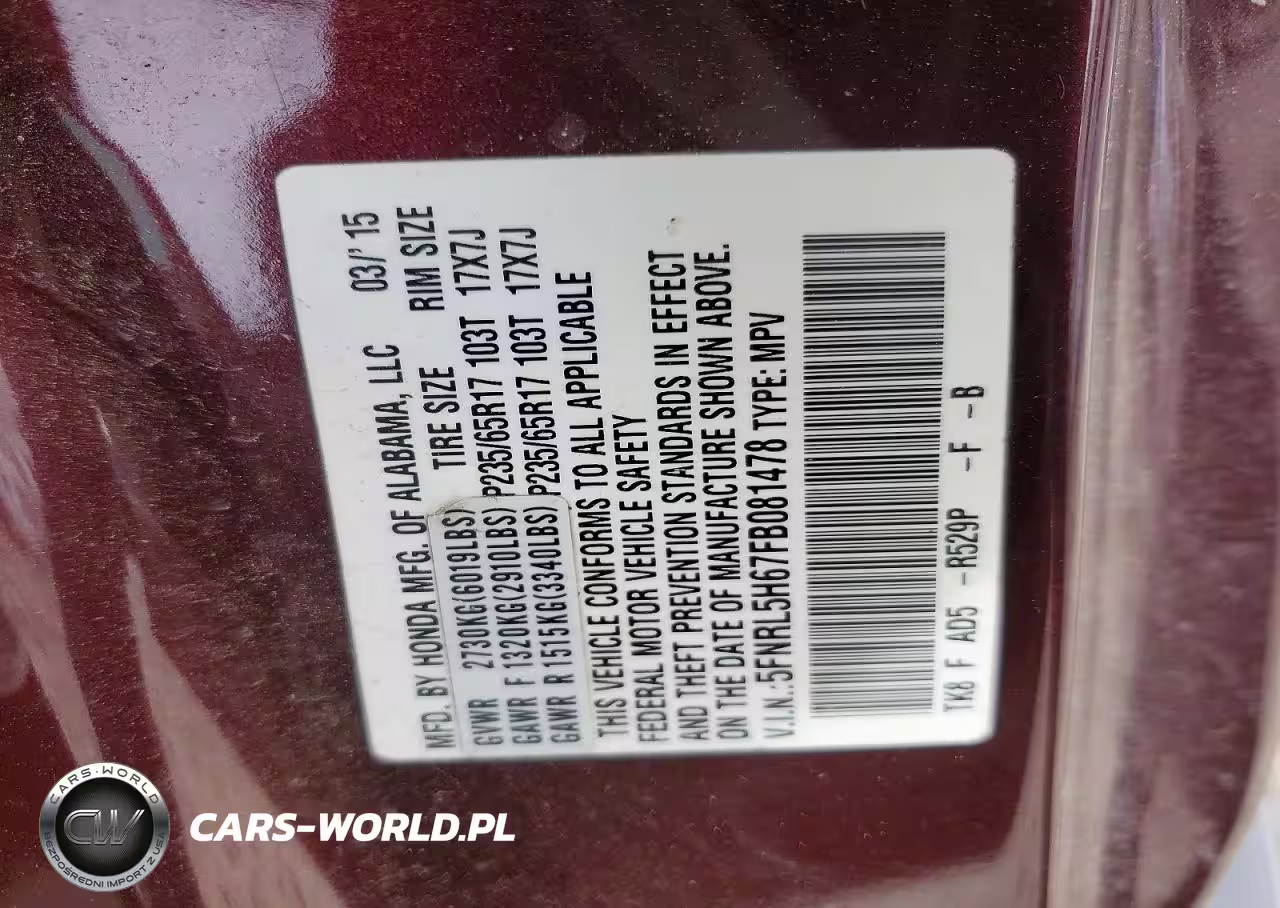 MFD. BY HONDA MFG. OF ALABAMA, LLC 03/'15
TIRE SIZE RIM SIZE
GVWR 2730KG(6019LBS)
GAWR F 1320KG(2910LBS) P235/65R17 103T 17X7J
GAWR R 1515KG(3340LBS) P235/65R17 103T 17X7J
THIS VEHICLE CONFORMS TO ALL APPLICABLE
FEDERAL MOTOR VEHICLE SAFETY
AND THEFT PREVENTION STANDARDS IN EFFECT
ON THE DATE OF MANUFACTURE SHOWN ABOVE.
V.I.N.:5FNRL5H67FB081478 TYPE: MPV
TK8 F AD5 -R529P -F -B
CARS-WORLD
CW
BEZPOŚREDNI IMPORT Z USA
CARS-WORLD.PL